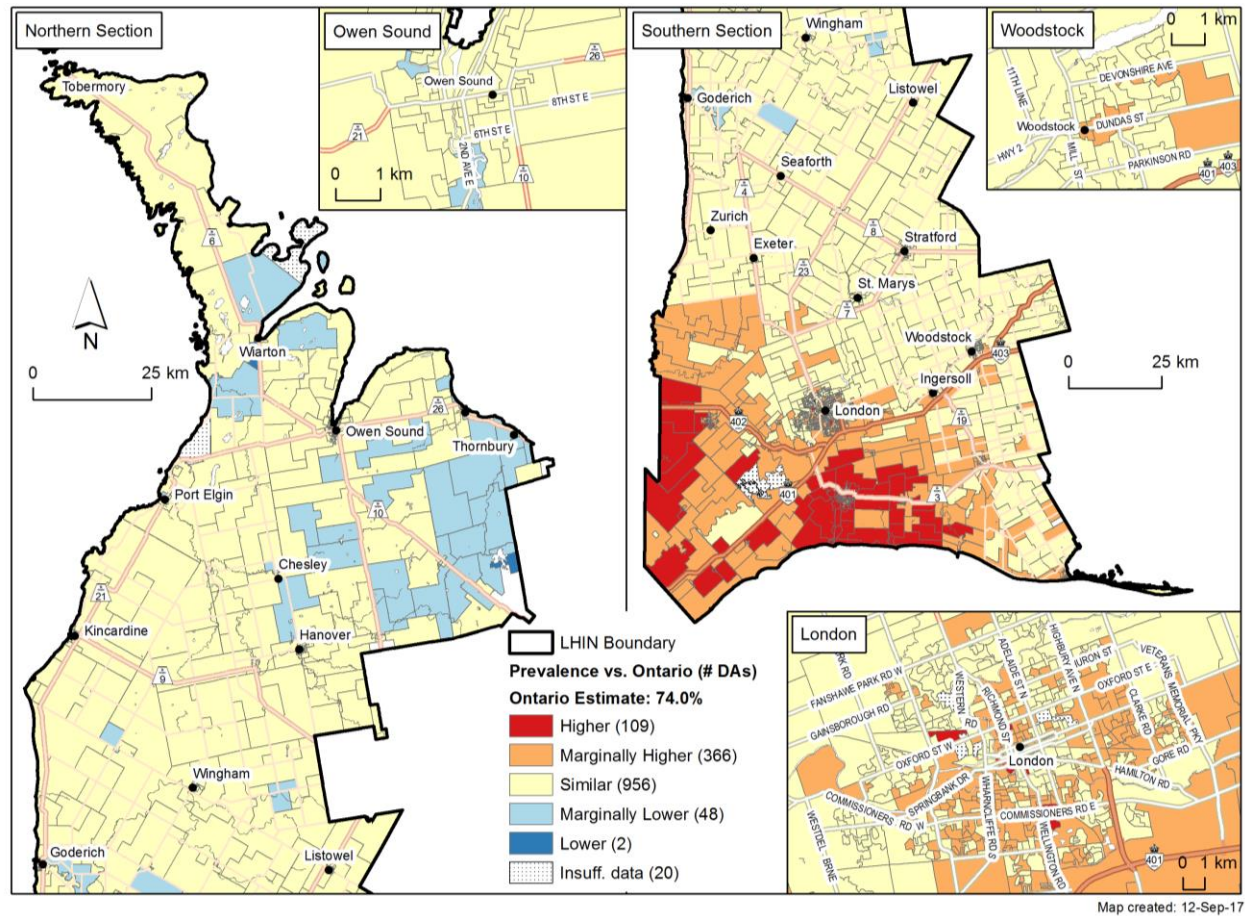 Northern Section
Tobermory
6
N
0 25 km
Wiarton
Owen Sound
26
Thornbury
Port Elgin
10
Chesley
21
Kincardine
Hanover
9
Wingham
Goderich
Listowel
Owen Sound
26
Owen Sound
8TH ST E
21
6TH ST E
2ND AVE E
10
0 1 km
LHIN Boundary
Prevalence vs. Ontario (# DAs)
Ontario Estimate: 74.0%
Higher (109)
Marginally Higher (366)
Similar (956)
Marginally Lower (48)
Lower (2)
Insuff. data (20)
Southern Section
Wingham
Goderich
Listowel
Seaforth
4
Zurich
8
Stratford
Exeter
23
St. Marys
7
Woodstock
403
0 25 km
Ingersoll
London
402
19
401
3
Woodstock
0 1 km
11TH LINE
DEVONSHIRE AVE
Woodstock
DUNDAS ST
HWY 2
MILL ST
PARKINSON RD
401
403
London
RK RD
FANSHAWE PARK RD W
GAINSBOROUGH RD
WESTERN RD
RICHMOND ST
ADELAIDE ST N
HIGHBURY AVE N
URON ST
OXFORD ST E
VETERANS MEMORIAL PKY
CLARKE RD
GORE RD
OXFORD ST W
London
HAMILTON RD
SPRINGBANK DR
COMMISSIONERS RD W
WHARNCLIFFE RD S
COMMISSIONERS RD E
WESTDEL BRNE
WELLINGTON RD
401
0 1 km
Map created: 12-Sep-17